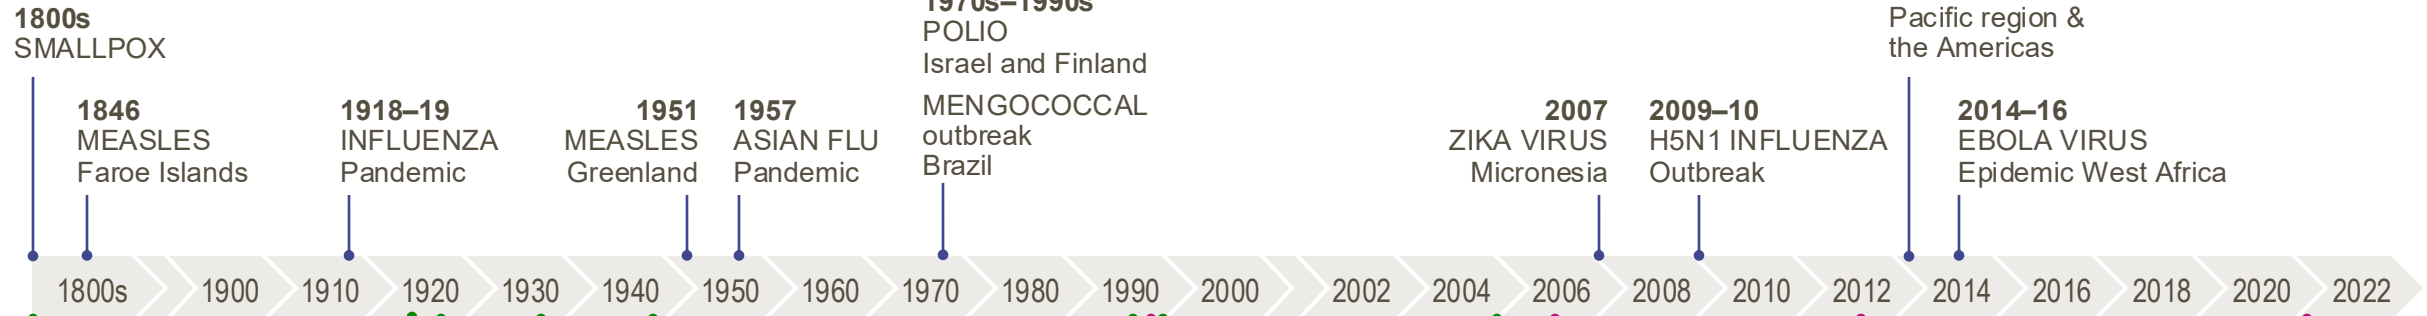 1800s
SMALLPOX
1846
MEASLES
Faroe Islands
1918–19
INFLUENZA
Pandemic
1951
MEASLES
Greenland
1957
ASIAN FLU
Pandemic
1970s–1990s
POLIO
Israel and Finland
MENGOCOCCAL
outbreak
Brazil
2007
ZIKA VIRUS
Micronesia
2009–10
H5N1 INFLUENZA
Outbreak
Pacific region &
the Americas
2014–16
EBOLA VIRUS
Epidemic West Africa
1800s 1900 1910 1920 1930 1940 1950 1960 1970 1980 1990 2000 2002 2004 2006 2008 2010 2012 2014 2016 2018 2020 2022